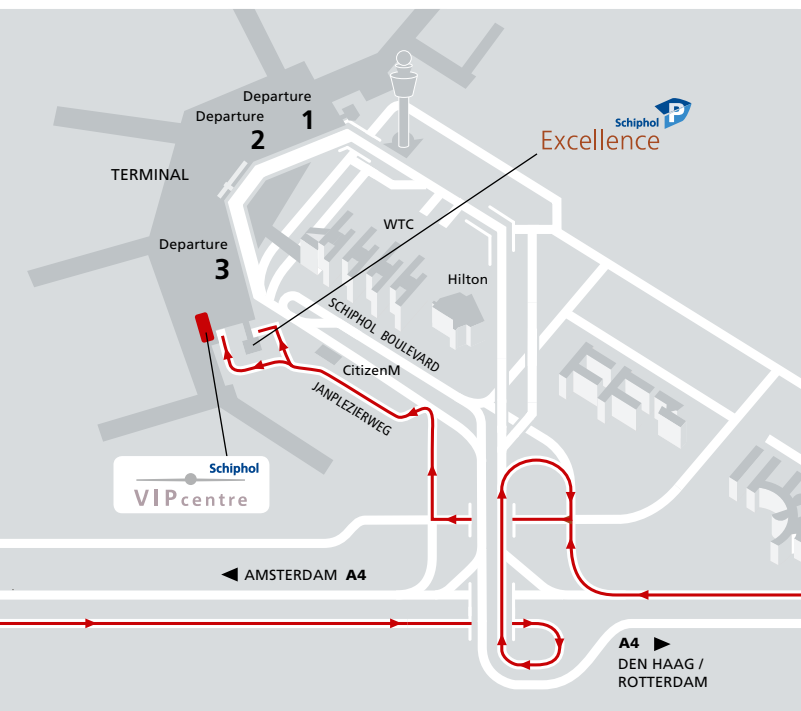 Departure
1
Departure
2
Schiphol
P
Excellence
TERMINAL
WTC
Departure
3
Hilton
SCHIPHOL BOULEVARD
CitizenM
JANPLEZIERWEG
Schiphol
VIPcentre
AMSTERDAM A4
A4
DEN HAAG /
ROTTERDAM